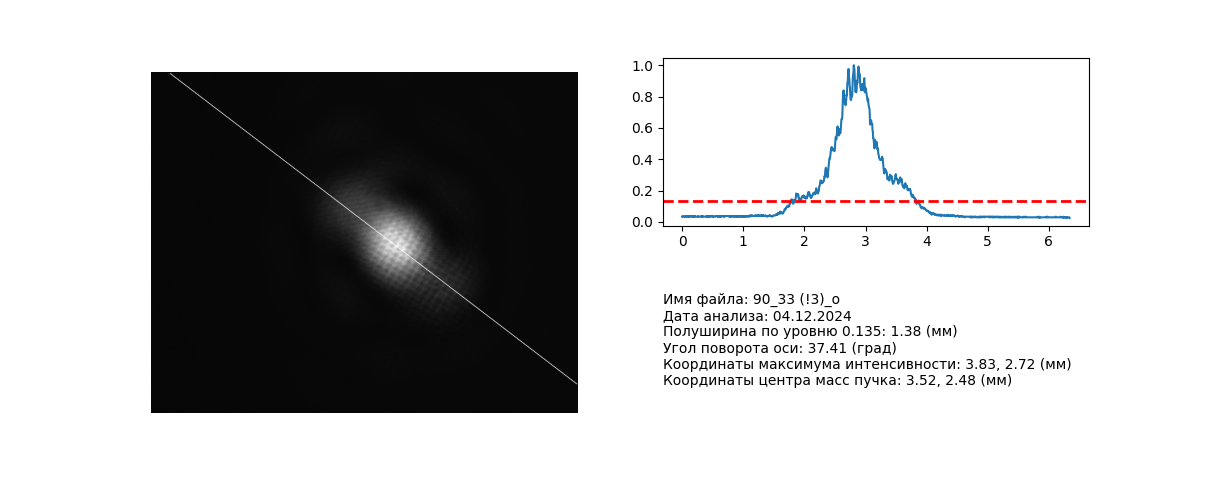 1.0
0.8
0.6
0.4
0.2
0.0
0 1 2 3 4 5 6
Имя файла: 90_33 (!3)_o
Дата анализа: 04.12.2024
Полуширина по уровню 0.135: 1.38 (мм)
Угол поворота оси: 37.41 (град)
Координаты максимума интенсивности: 3.83, 2.72 (мм)
Координаты центра масс пучка: 3.52, 2.48 (мм)